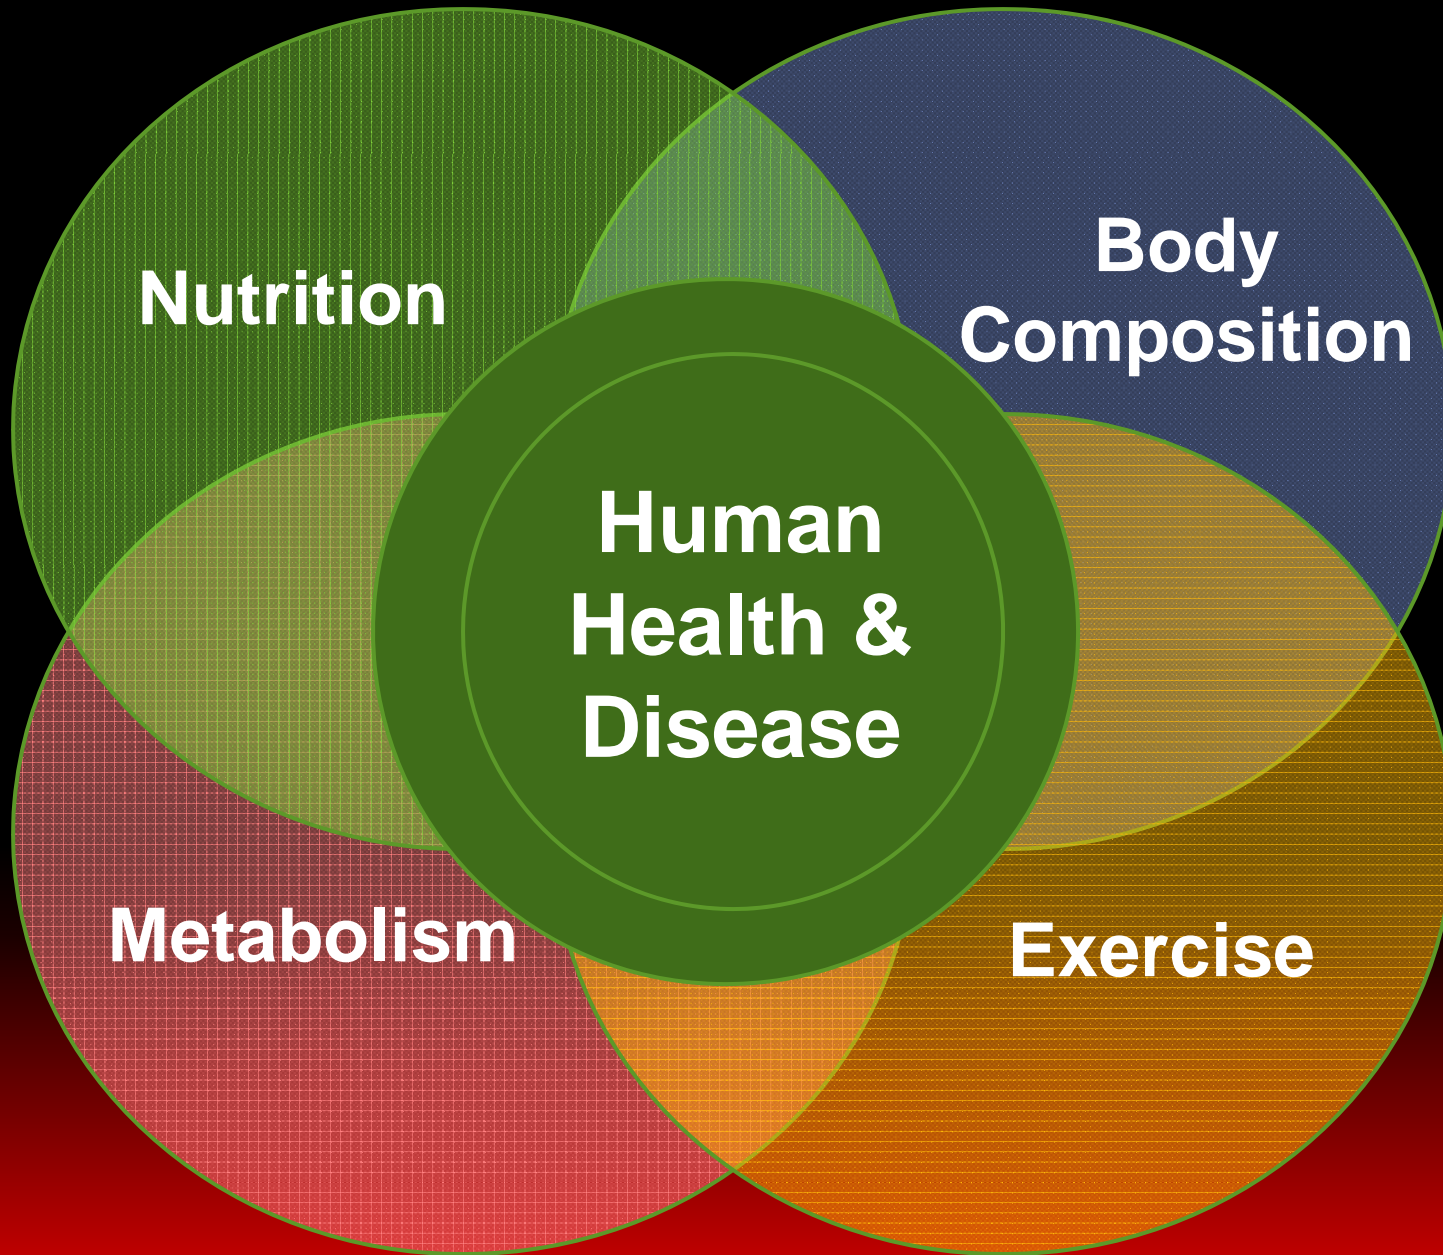 Nutrition
Body
Composition
Human
Health &
Disease
Metabolism
Exercise